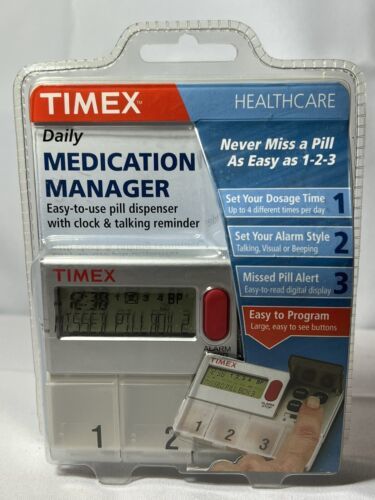 TIMEX™
HEALTHCARE
Daily
MEDICATION
MANAGER
Easy-to-use pill dispenser
with clock & talking reminder
Never Miss a Pill
As Easy as 1-2-3
Set Your Dosage Time
Up to 4 different times per day
1
Set Your Alarm Style
Talking, Visual or Beeping
2
Missed Pill Alert
Easy-to-read digital display
3
Easy to Program
Large, easy to see buttons
TIMEX
12:38
ALARM
1
2
TIMEX
1
2
3